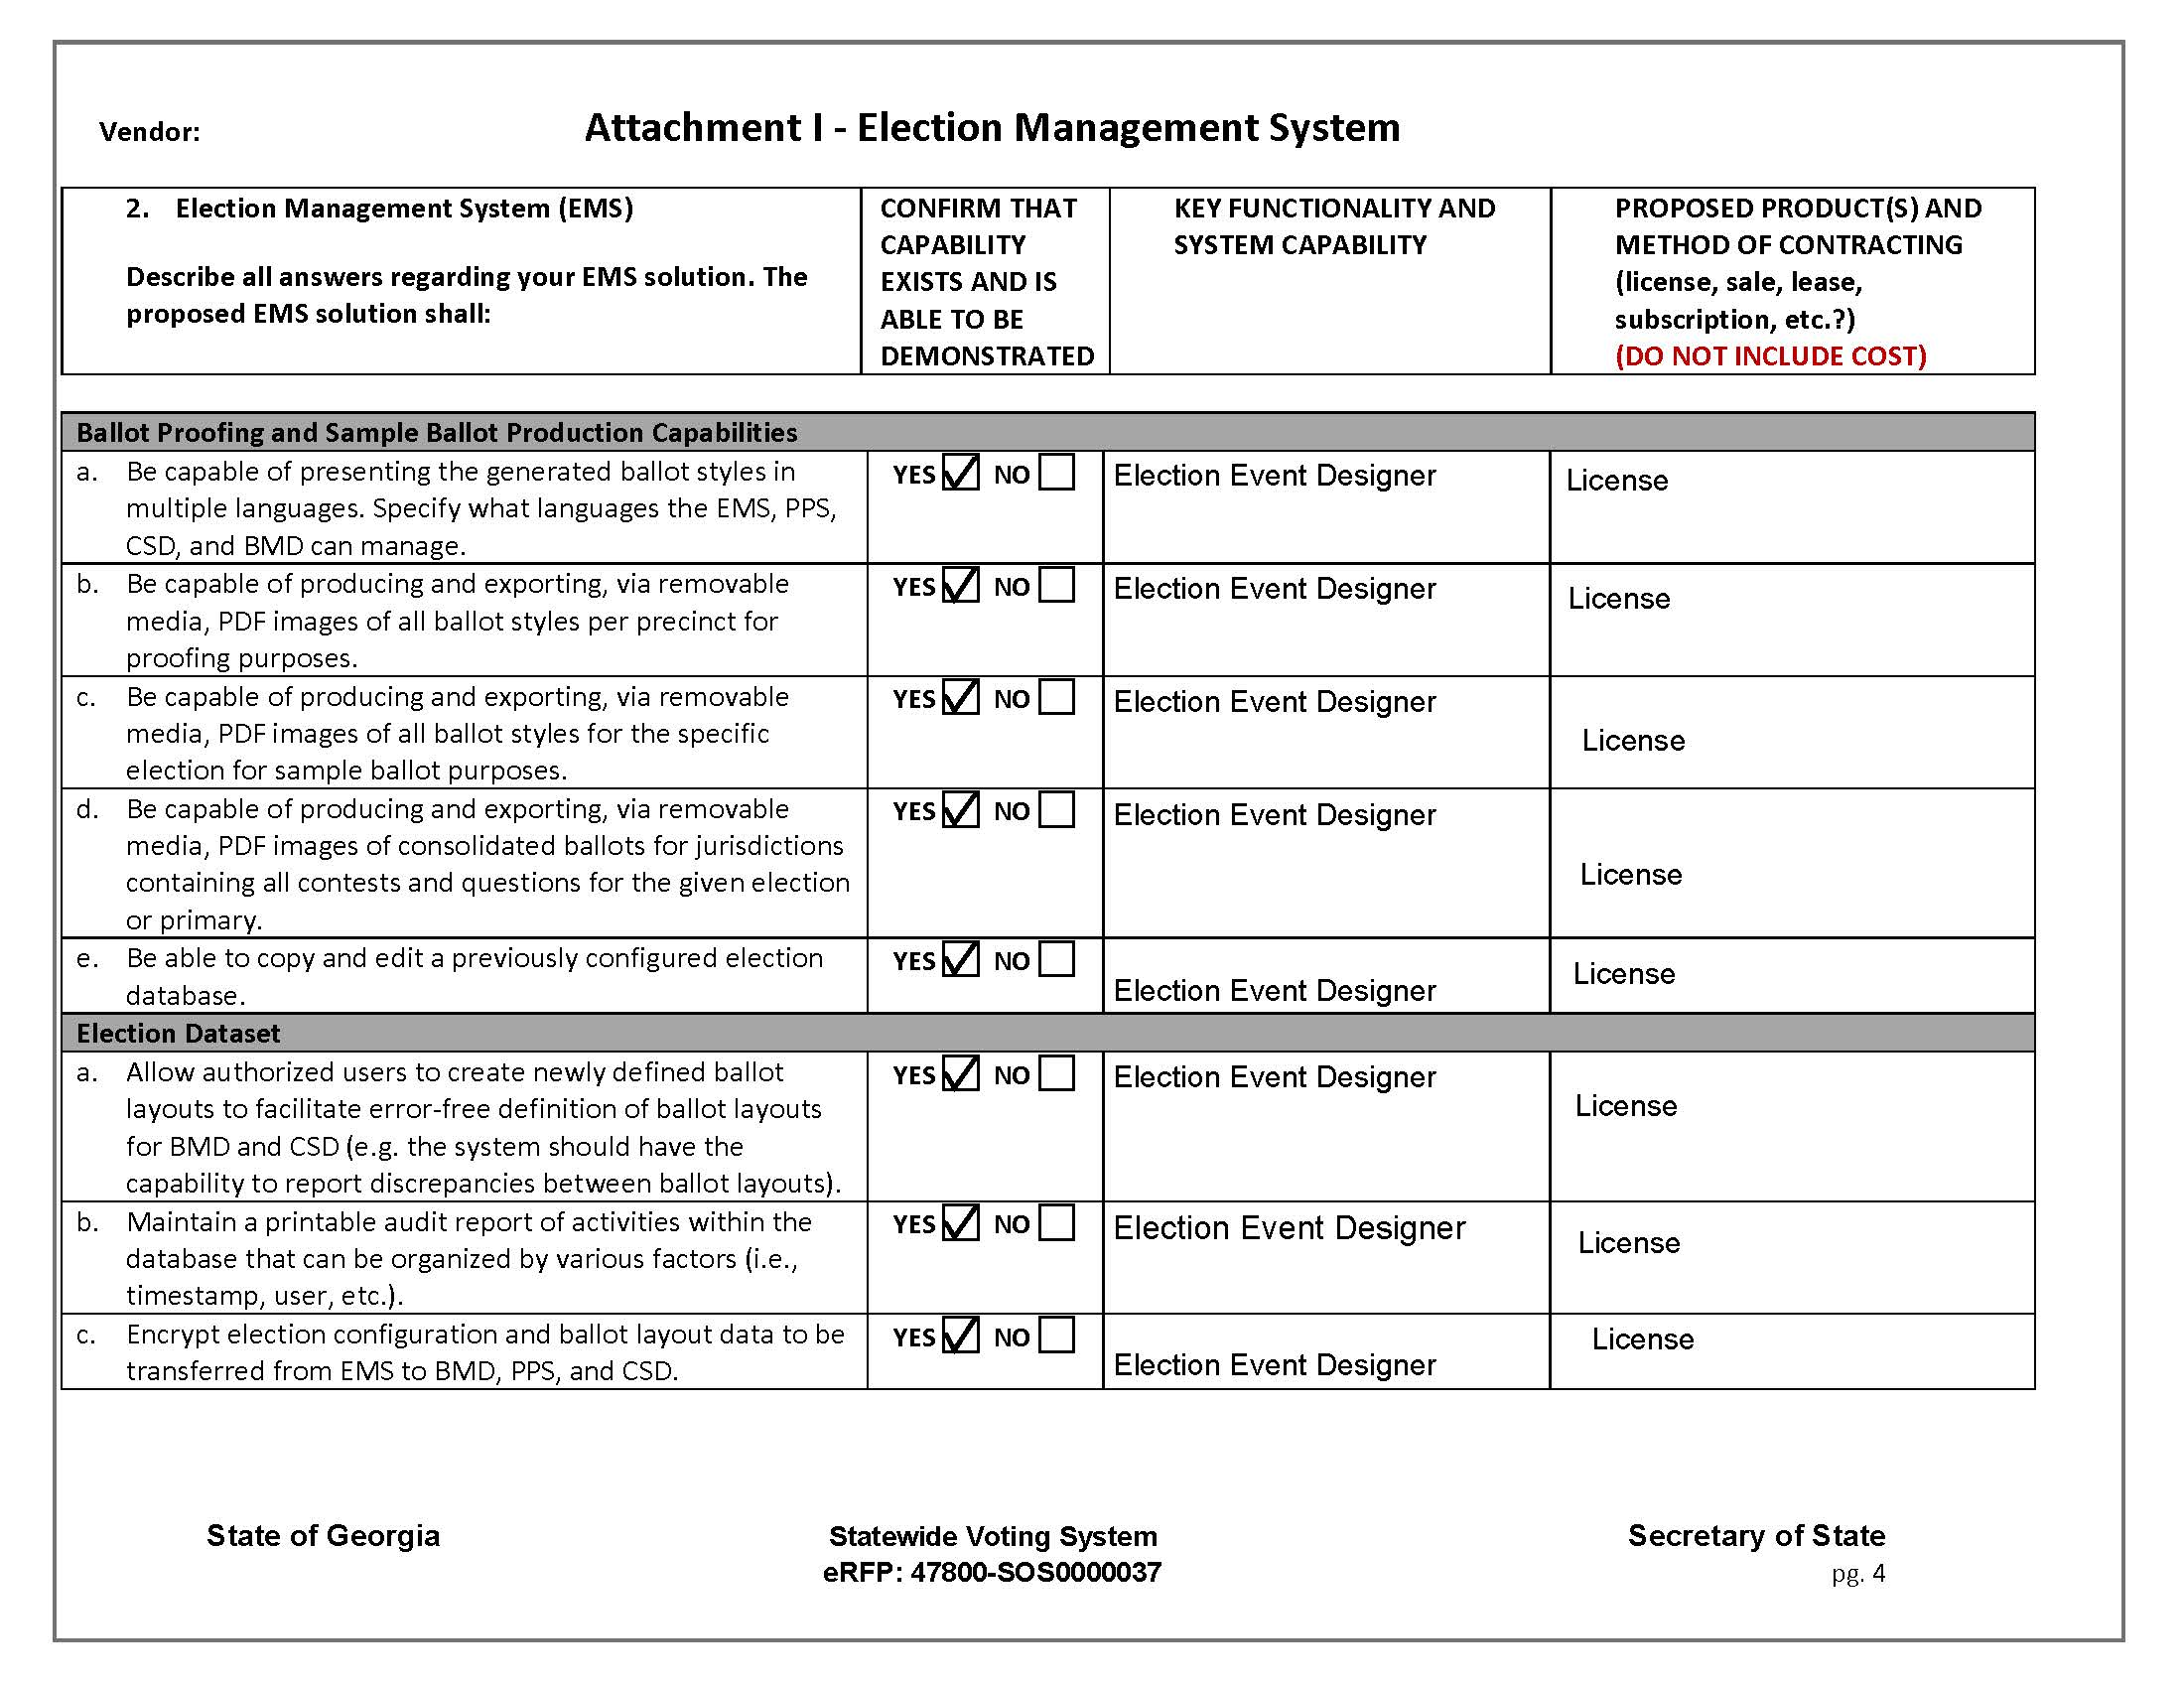 Vendor:
Attachment I - Election Management System
2. Election Management System (EMS)
Describe all answers regarding your EMS solution. The
proposed EMS solution shall:
CONFIRM THAT
CAPABILITY
EXISTS AND IS
ABLE TO BE
DEMONSTRATED
KEY FUNCTIONALITY AND
SYSTEM CAPABILITY
PROPOSED PRODUCT(S) AND
METHOD OF CONTRACTING
(license, sale, lease,
subscription, etc.?)
(DO NOT INCLUDE COST)
Ballot Proofing and Sample Ballot Production Capabilities
a. Be capable of presenting the generated ballot styles in
multiple languages. Specify what languages the EMS, PPS,
CSD, and BMD can manage.
YES NO
Election Event Designer
License
b. Be capable of producing and exporting, via removable
media, PDF images of all ballot styles per precinct for
proofing purposes.
YES NO
Election Event Designer
License
c. Be capable of producing and exporting, via removable
media, PDF images of all ballot styles for the specific
election for sample ballot purposes.
YES NO
Election Event Designer
License
d. Be capable of producing and exporting, via removable
media, PDF images of consolidated ballots for jurisdictions
containing all contests and questions for the given election
or primary.
YES NO
Election Event Designer
License
e. Be able to copy and edit a previously configured election
database.
YES NO
Election Event Designer
License
Election Dataset
a. Allow authorized users to create newly defined ballot
layouts to facilitate error-free definition of ballot layouts
for BMD and CSD (e.g. the system should have the
capability to report discrepancies between ballot layouts).
YES NO
Election Event Designer
License
b. Maintain a printable audit report of activities within the
database that can be organized by various factors (i.e.,
timestamp, user, etc.).
YES NO
Election Event Designer
License
c. Encrypt election configuration and ballot layout data to be
transferred from EMS to BMD, PPS, and CSD.
YES NO
Election Event Designer
License
State of Georgia
Statewide Voting System
eRFP: 47800-SOS0000037
Secretary of State
pg. 4